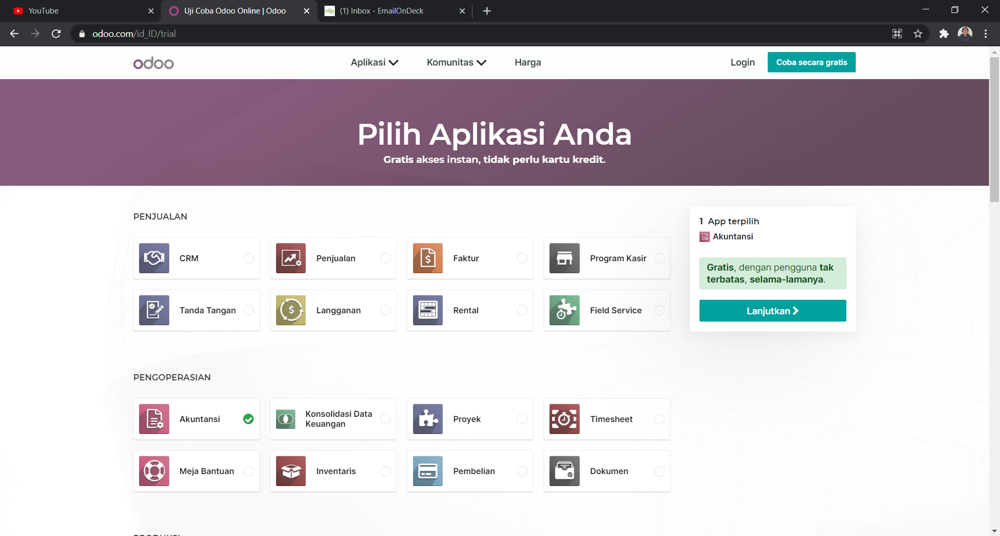 YouTube
Uji Coba Odoo Online | Odoo
(1) Inbox - EmailOnDeck
odoo.com/id_ID/trial
odoo
Aplikasi
Komunitas
Harga
Login
Coba secara gratis
Pilih Aplikasi Anda
Gratis akses instan, tidak perlu kartu kredit.
PENJUALAN
CRM
Penjualan
Faktur
Program Kasir
Tanda Tangan
Langganan
Rental
Field Service
1 App terpilih
Akuntansi
Gratis, dengan pengguna tak
terbatas, selama-lamanya.
Lanjutkan
PENGOPERASIAN
Akuntansi
Konsolidasi Data
Keuangan
Proyek
Timesheet
Meja Bantuan
Inventaris
Pembelian
Dokumen